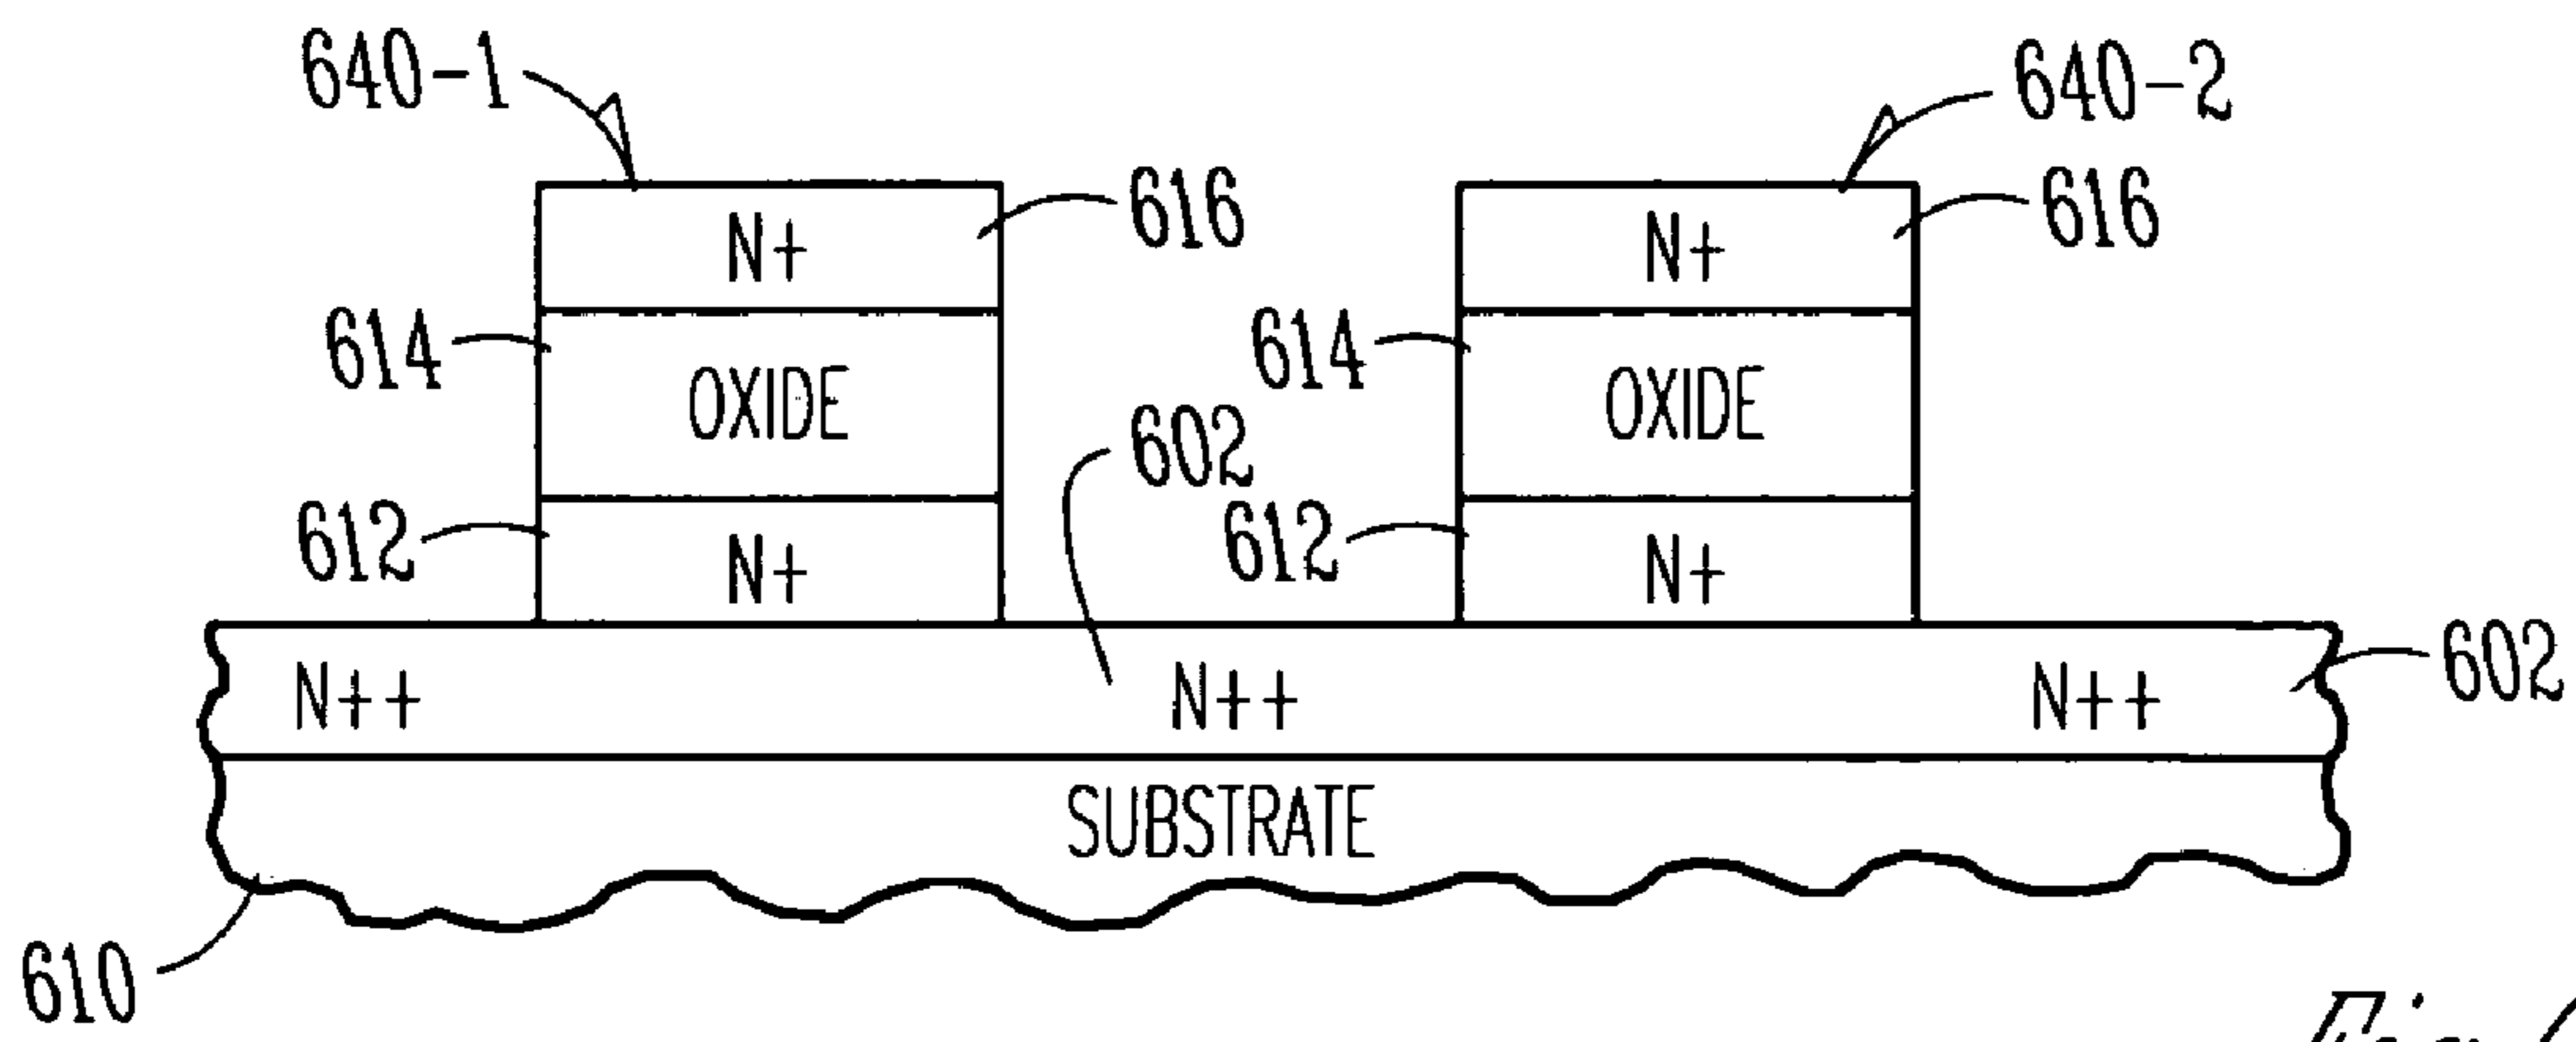 640-1
640-2
N+ 616
N+ 616
614 OXIDE
614 OXIDE
602
612 N+
612 N+
N++ N++ N++ 602
SUBSTRATE
610